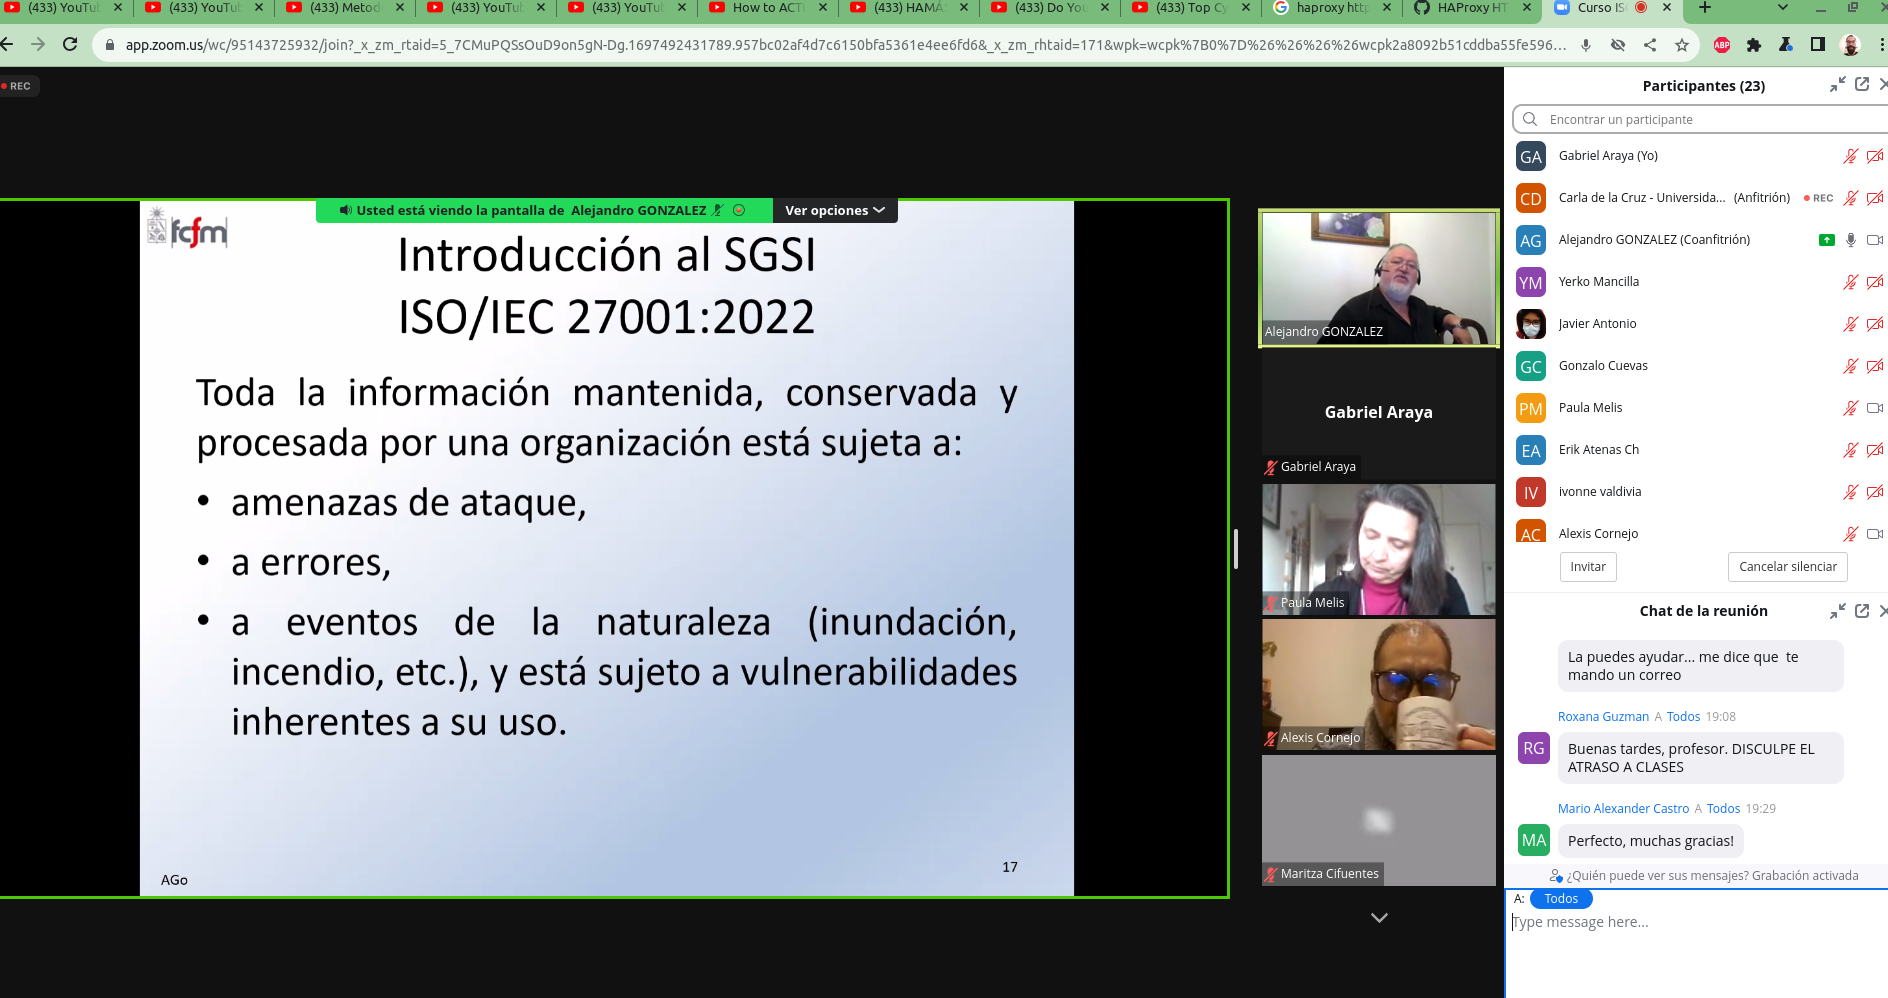 (433) YouTu
(433) YouTu
(433) Metod
(433) YouTu
(433) YouTu
How to ACT
(433) HAMÁ
(433) Do You
(433) Top Cy
haproxy http
HAProxy HT
Curso IS
app.zoom.us/wc/95143725932/join?_x_zm_rtaid=5_7CMuPQSsOuD9on5gN-Dg.1697492431789.957bc02af4d7c6150bfa5361e4ee6fd6&_x_zm_rhtaid=171&wpk=wcpk%7B0%7D%26%26%26%26wcpk2a8092b51cddba55fe596...
ABP
REC
Usted está viendo la pantalla de Alejandro GONZALEZ
Ver opciones
fcfm
Introducción al SGSI
ISO/IEC 27001:2022
Toda la información mantenida, conservada y
procesada por una organización está sujeta a:
• amenazas de ataque,
• a errores,
• a eventos de la naturaleza (inundación,
incendio, etc.), y está sujeto a vulnerabilidades
inherentes a su uso.
AGo
17
Alejandro GONZALEZ
Gabriel Araya
Gabriel Araya
Paula Melis
Alexis Cornejo
Maritza Cifuentes
Participantes (23)
Encontrar un participante
GA Gabriel Araya (Yo)
CD Carla de la Cruz - Universida... (Anfitrión) REC
AG Alejandro GONZALEZ (Coanfitrión)
YM Yerko Mancilla
Javier Antonio
GC Gonzalo Cuevas
PM Paula Melis
EA Erik Atenas Ch
IV ivonne valdivia
AC Alexis Cornejo
Invitar
Cancelar silenciar
Chat de la reunión
La puedes ayudar... me dice que te
mando un correo
Roxana Guzman A Todos 19:08
RG
Buenas tardes, profesor. DISCULPE EL
ATRASO A CLASES
Mario Alexander Castro A Todos 19:29
MA
Perfecto, muchas gracias!
¿Quién puede ver sus mensajes? Grabación activada
A: Todos
Type message here...